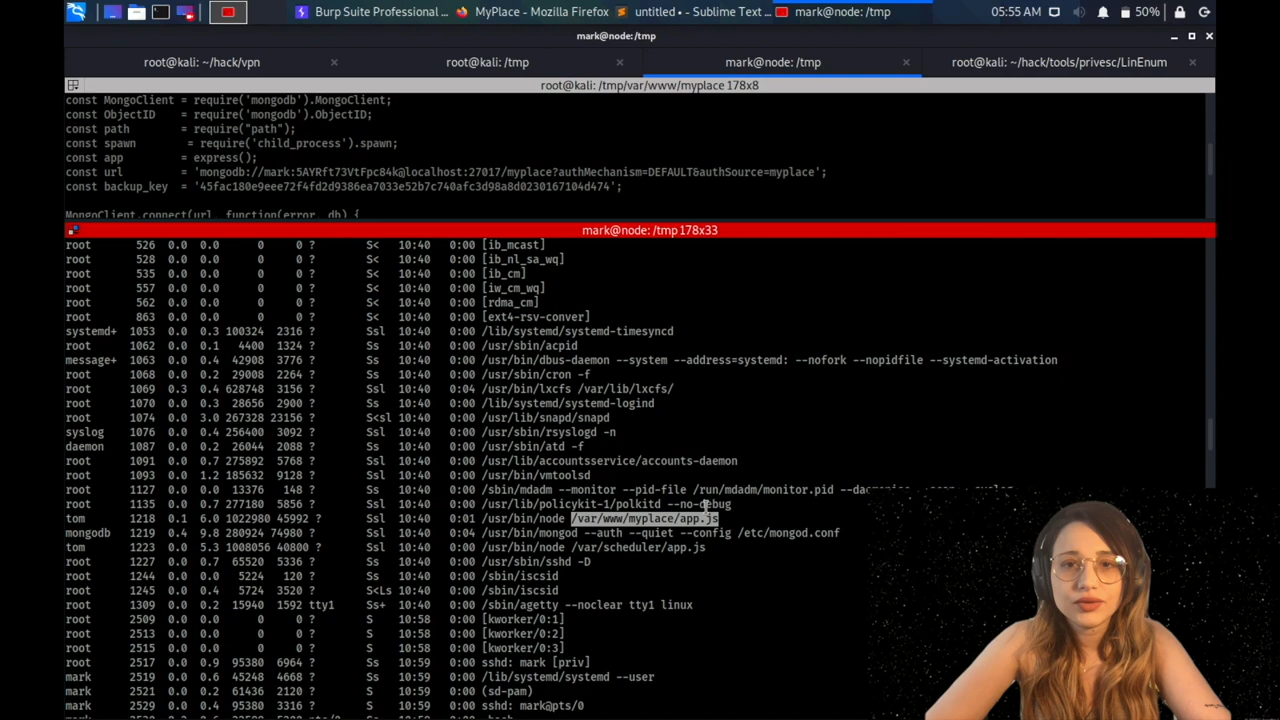 Burp Suite Professional ... MyPlace - Mozilla Firefox untitled • - Sublime Text ... mark@node: /tmp 05:55 AM 50%
mark@node: /tmp
root@kali: ~/hack/vpn × root@kali: /tmp × mark@node: /tmp × root@kali: ~/hack/tools/privesc/LinEnum ×
root@kali: /tmp/var/www/myplace 178x8
const MongoClient = require('mongodb').MongoClient;
const ObjectID = require('mongodb').ObjectID;
const path = require("path");
const spawn = require('child_process').spawn;
const app = express();
const url = 'mongodb://mark:5AYRft73VtFpc84k@localhost:27017/myplace?authMechanism=DEFAULT&authSource=myplace';
const backup_key = '45fac180e9eee72f4fd2d9386ea7033e52b7c740afc3d98a8d0230167104d474';
MongoClient.connect(url, function(error, db) {
mark@node: /tmp 178x33
root 526 0.0 0.0 0 0 ? S< 10:40 0:00 [ib_mcast]
root 528 0.0 0.0 0 0 ? S< 10:40 0:00 [ib_nl_sa_wq]
root 535 0.0 0.0 0 0 ? S< 10:40 0:00 [ib_cm]
root 557 0.0 0.0 0 0 ? S< 10:40 0:00 [iw_cm_wq]
root 562 0.0 0.0 0 0 ? S< 10:40 0:00 [rdma_cm]
root 863 0.0 0.0 0 0 ? S< 10:40 0:00 [ext4-rsv-conver]
systemd+ 1053 0.0 0.3 100324 2316 ? Ssl 10:40 0:00 /lib/systemd/systemd-timesyncd
root 1062 0.0 0.1 4400 1324 ? Ss 10:40 0:00 /usr/sbin/acpid
message+ 1063 0.0 0.4 42908 3776 ? Ss 10:40 0:00 /usr/bin/dbus-daemon --system --address=systemd: --nofork --nopidfile --systemd-activation
root 1068 0.0 0.2 29008 2264 ? Ss 10:40 0:00 /usr/sbin/cron -f
root 1069 0.3 0.4 628748 3156 ? Ssl 10:40 0:04 /usr/bin/lxcfs /var/lib/lxcfs/
root 1070 0.0 0.3 28656 2900 ? Ss 10:40 0:00 /lib/systemd/systemd-logind
root 1074 0.0 3.0 267328 23156 ? S<sl 10:40 0:00 /usr/lib/snapd/snapd
syslog 1076 0.0 0.4 256400 3092 ? Ssl 10:40 0:00 /usr/sbin/rsyslogd -n
daemon 1087 0.0 0.2 26044 2088 ? Ss 10:40 0:00 /usr/sbin/atd -f
root 1091 0.0 0.7 275892 5768 ? Ssl 10:40 0:00 /usr/lib/accountsservice/accounts-daemon
root 1093 0.0 1.2 185632 9128 ? Ssl 10:40 0:00 /usr/bin/vmtoolsd
root 1127 0.0 0.0 13376 148 ? Ss 10:40 0:00 /sbin/mdadm --monitor --pid-file /run/mdadm/monitor.pid
root 1135 0.0 0.7 277180 5856 ? Ssl 10:40 0:00 /usr/lib/policykit-1/polkitd --no-debug
tom 1218 0.1 6.0 1022980 45992 ? Ssl 10:40 0:01 /usr/bin/node /var/www/myplace/app.js
mongodb 1219 0.4 9.8 280924 74980 ? Ssl 10:40 0:04 /usr/bin/mongod --auth --quiet --config /etc/mongod.conf
tom 1223 0.0 5.3 1008056 40800 ? Ssl 10:40 0:00 /usr/bin/node /var/scheduler/app.js
root 1227 0.0 0.7 65520 5336 ? Ss 10:40 0:00 /usr/sbin/sshd -D
root 1244 0.0 0.0 5224 120 ? Ss 10:40 0:00 /sbin/iscsid
root 1245 0.0 0.4 5724 3520 ? S<Ls 10:40 0:00 /sbin/iscsid
root 1309 0.0 0.2 15940 1592 tty1 Ss+ 10:40 0:00 /sbin/agetty --noclear tty1 linux
root 2509 0.0 0.0 0 0 ? S 10:58 0:00 [kworker/0:1]
root 2513 0.0 0.0 0 0 ? S 10:58 0:00 [kworker/0:2]
root 2515 0.0 0.0 0 0 ? S 10:58 0:00 [kworker/0:3]
root 2517 0.0 0.9 95380 6964 ? Ss 10:59 0:00 sshd: mark [priv]
mark 2519 0.0 0.6 45248 4668 ? Ss 10:59 0:00 /lib/systemd/systemd --user
mark 2521 0.0 0.2 61436 2120 ? S 10:59 0:00 (sd-pam)
mark 2529 0.0 0.4 95380 3316 ? S 10:59 0:00 sshd: mark@pts/0